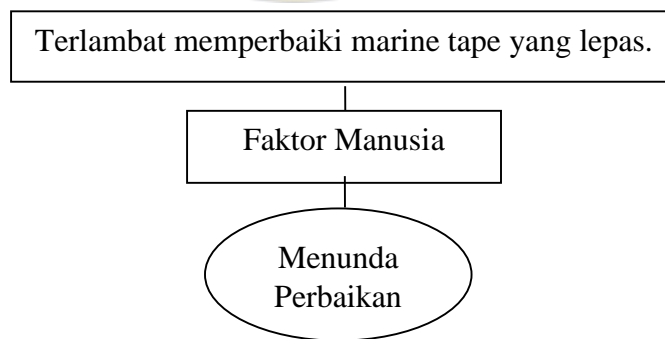 Terlambat memperbaiki marine tape yang lepas.
Faktor Manusia
Menunda
Perbaikan